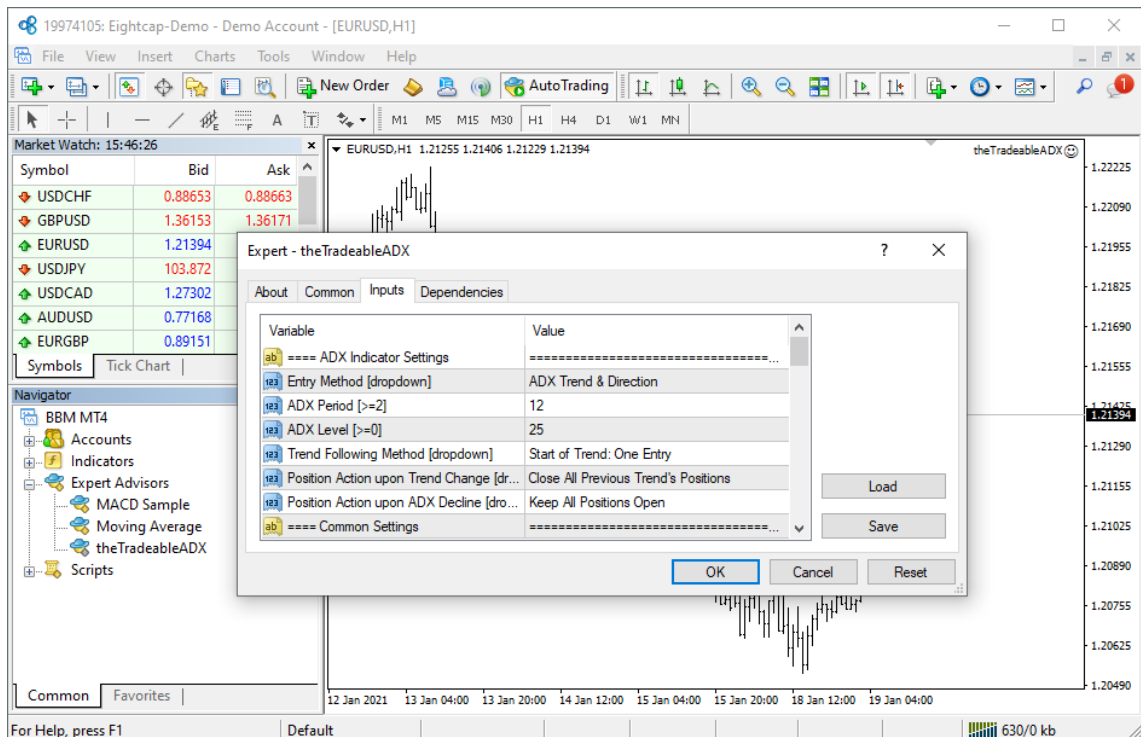 19974105: Eightcap-Demo - Demo Account - [EURUSD,H1]
File View Insert Charts Tools Window Help
New Order AutoTrading 1
A T E F M1 M5 M15 M30 H1 H4 D1 W1 MN
Market Watch: 15:46:26
Symbol Bid Ask
USDCHF 0.88653 0.88663
GBPUSD 1.36153 1.36171
EURUSD 1.21394
USDJPY 103.872
USDCAD 1.27302
AUDUSD 0.77168
EURGBP 0.89151
Symbols Tick Chart
Navigator
BBM MT4
Accounts
Indicators
Expert Advisors
MACD Sample
Moving Average
theTradeableADX
Scripts
Common Favorites
EURUSD,H1 1.21255 1.21406 1.21229 1.21394
theTradeableADX
1.22225
1.22090
1.21955
1.21825
1.21690
1.21555
1.21425
1.21394
1.21290
1.21155
1.21025
1.20890
1.20755
1.20625
1.20490
12 Jan 2021 13 Jan 04:00 13 Jan 20:00 14 Jan 12:00 15 Jan 04:00 15 Jan 20:00 18 Jan 12:00 19 Jan 04:00
Expert - theTradeableADX ?
About Common Inputs Dependencies
Variable Value
ab ==== ADX Indicator Settings ================================...
123 Entry Method [dropdown] ADX Trend & Direction
123 ADX Period [>=2] 12
123 ADX Level [>=0] 25
123 Trend Following Method [dropdown] Start of Trend: One Entry
123 Position Action upon Trend Change [dr... Close All Previous Trend's Positions
123 Position Action upon ADX Decline [dro... Keep All Positions Open
ab ==== Common Settings ================================...
Load
Save
OK Cancel Reset
For Help, press F1 Default 630/0 kb